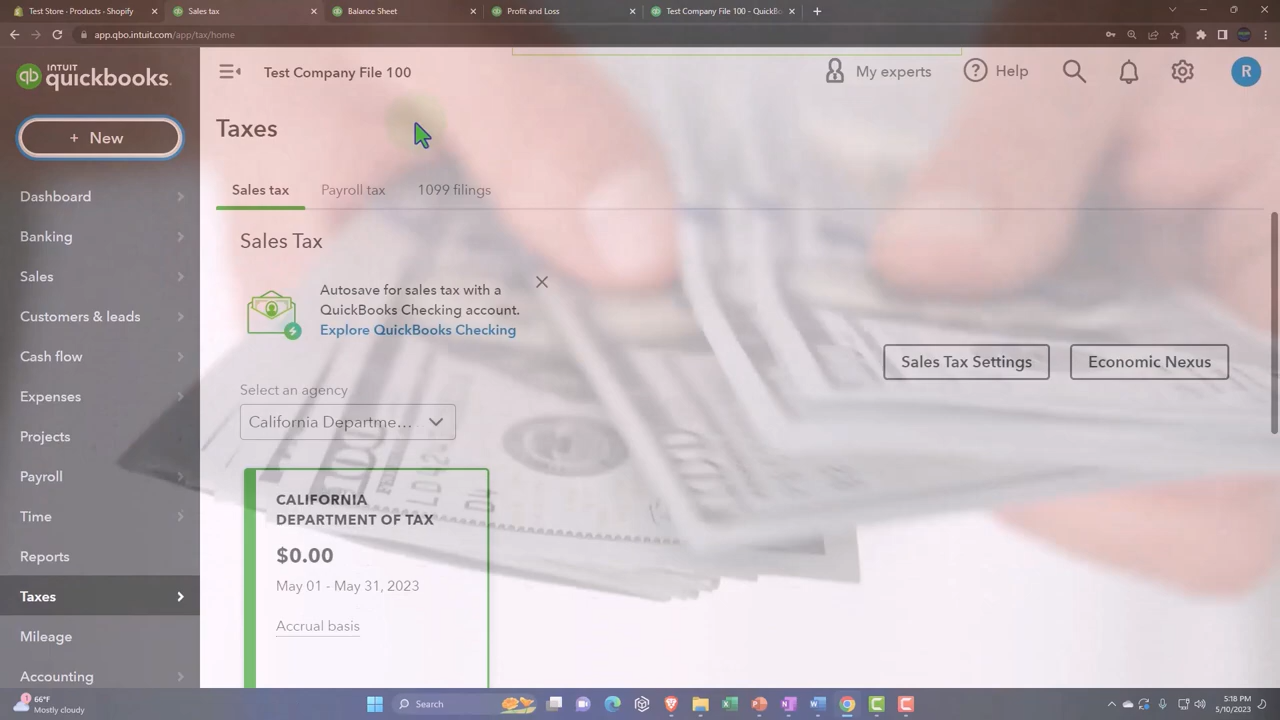 Test Store · Products · Shopify
Sales tax
Balance Sheet
Profit and Loss
Test Company File 100 - QuickBo
app.qbo.intuit.com/app/tax/home
INTUIT
quickbooks.
Test Company File 100
My experts
Help
R
+ New
Taxes
Sales tax
Payroll tax
1099 filings
Dashboard
Banking
Sales
Customers & leads
Cash flow
Expenses
Projects
Payroll
Time
Reports
Taxes
Mileage
Accounting
Sales Tax
Autosave for sales tax with a
QuickBooks Checking account.
Explore QuickBooks Checking
Sales Tax Settings
Economic Nexus
Select an agency
California Departme...
CALIFORNIA
DEPARTMENT OF TAX
$0.00
May 01 - May 31, 2023
Accrual basis
100
1
66°F
Mostly cloudy
Search
5:18 PM
5/10/2023